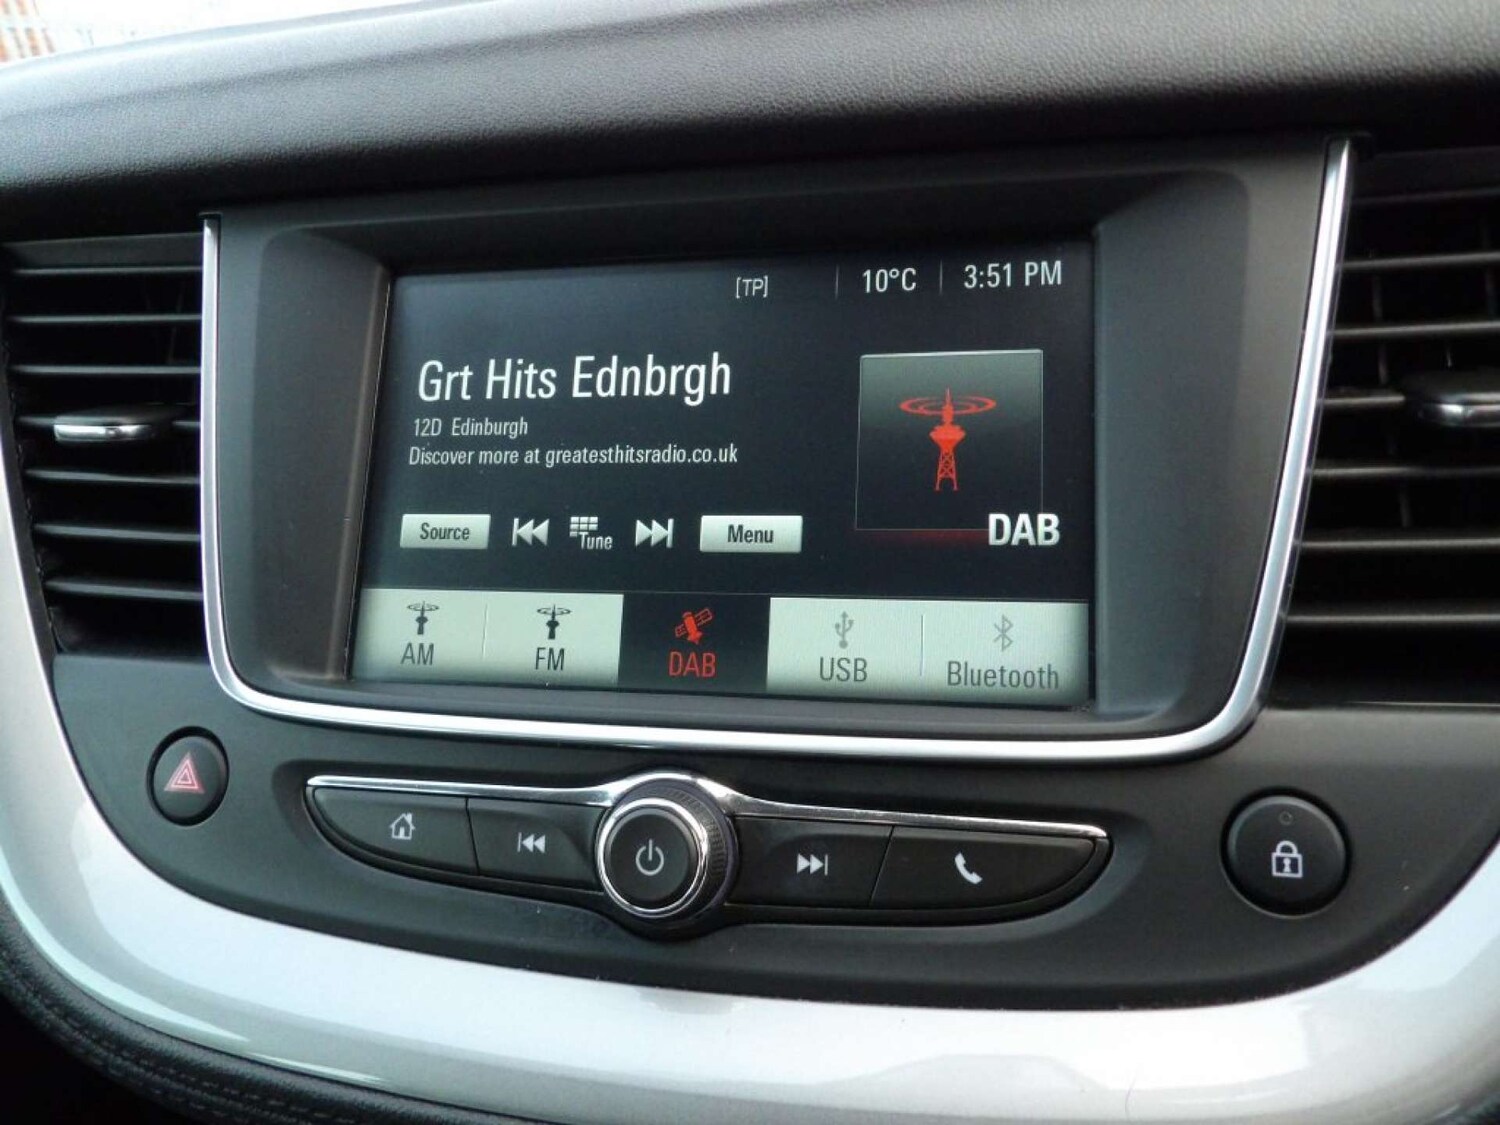 [TP] 10°C 3:51 PM
Grt Hits Ednbrgh
12D Edinburgh
Discover more at greatesthitsradio.co.uk
DAB
Source Tune Menu
AM FM DAB USB Bluetooth